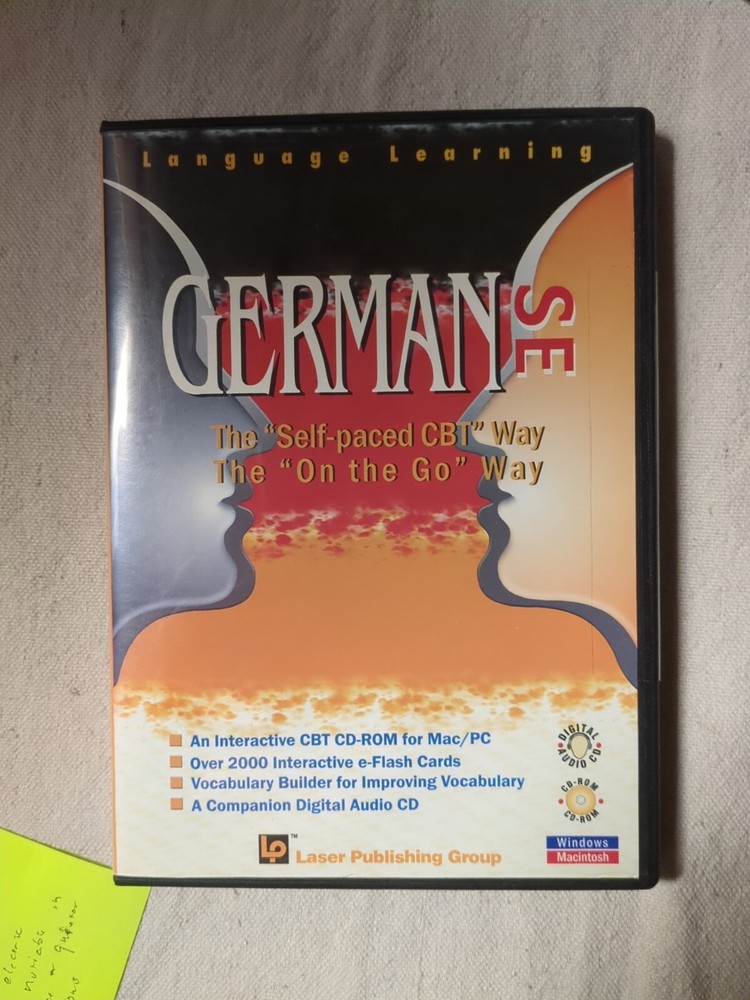 Language Learning
GERMAN SE
The "Self-paced CBT" Way
The "On the Go" Way
An Interactive CBT CD-ROM for Mac/PC
Over 2000 Interactive e-Flash Cards
Vocabulary Builder for Improving Vocabulary
A Companion Digital Audio CD
DIGITAL AUDIO CD
CD-ROM CD-ROM
LP™ Laser Publishing Group
Windows
Macintosh